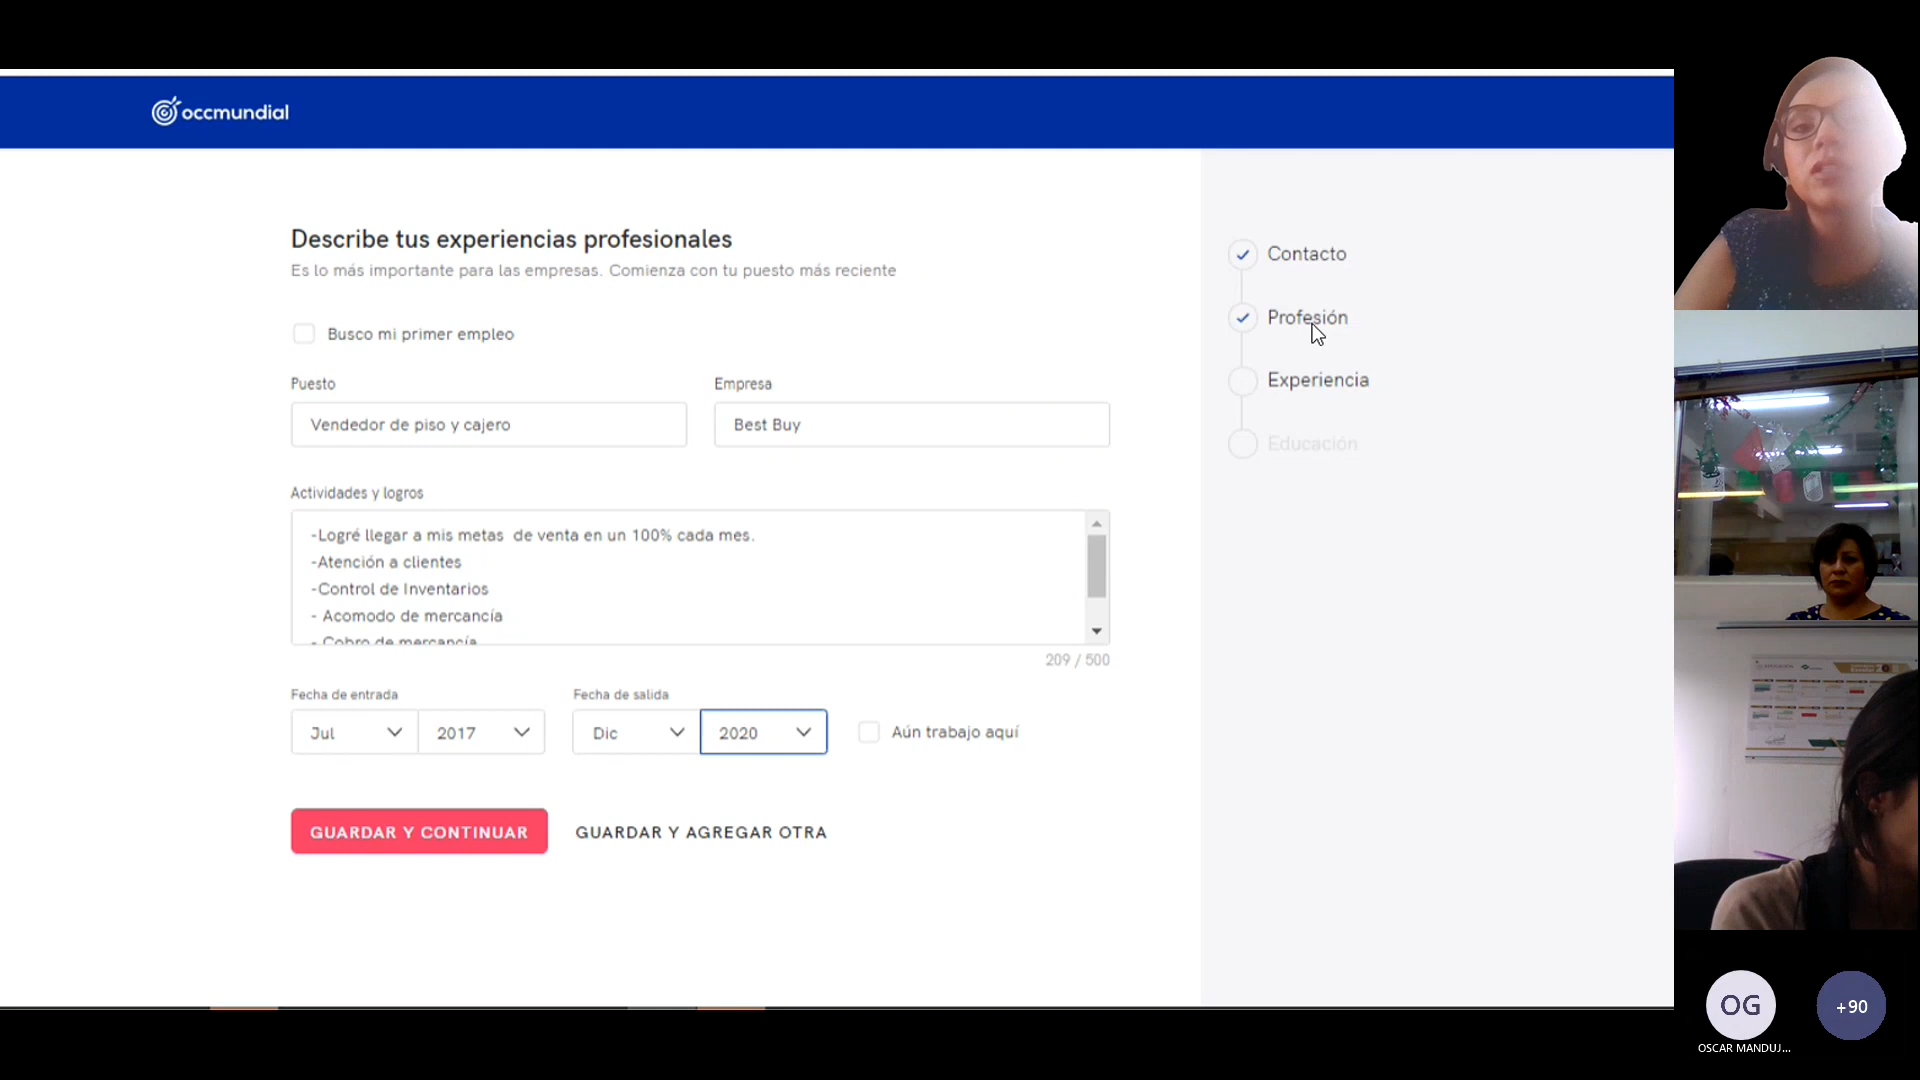 occmundial
Describe tus experiencias profesionales
Es lo más importante para las empresas. Comienza con tu puesto más reciente
Busco mi primer empleo
Puesto
Empresa
Vendedor de piso y cajero
Best Buy
Actividades y logros
-Logré llegar a mis metas  de venta en un 100% cada mes.
-Atención a clientes
-Control de Inventarios
- Acomodo de mercancía
- Cobro de mercancía
209 / 500
Fecha de entrada
Fecha de salida
Jul
2017
Dic
2020
Aún trabajo aquí
GUARDAR Y CONTINUAR
GUARDAR Y AGREGAR OTRA
Contacto
Profesión
Experiencia
Educación
OG
+90
OSCAR MANDUJ...